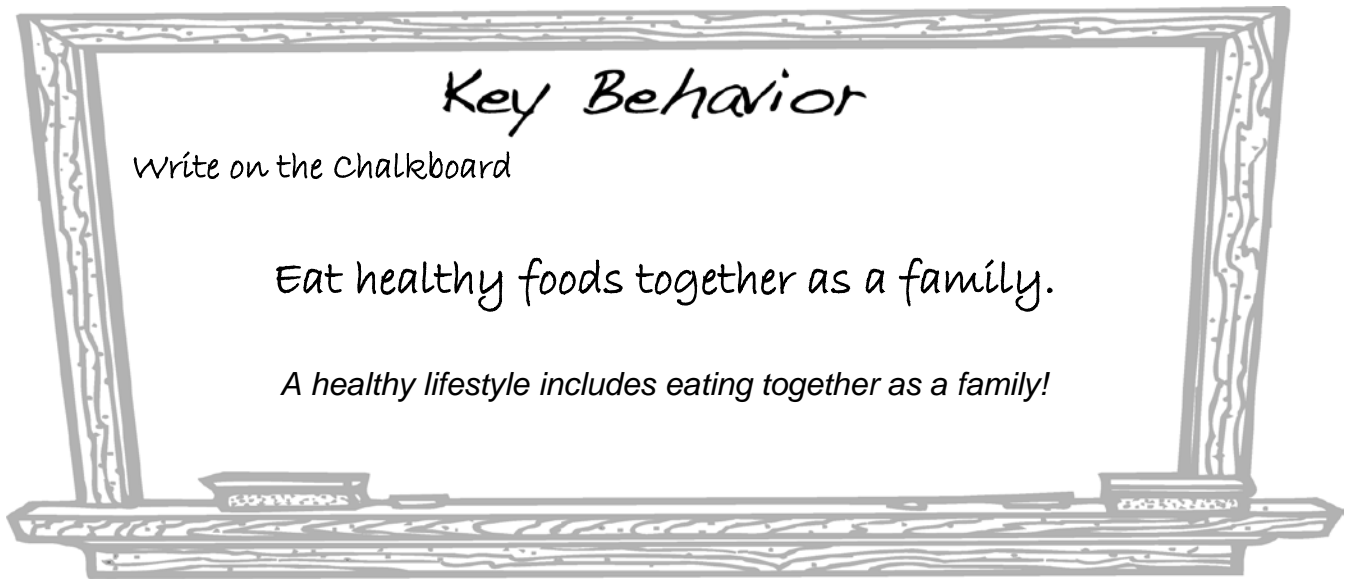 Key Behavior
Write on the Chalkboard
Eat healthy foods together as a family.
A healthy lifestyle includes eating together as a family!